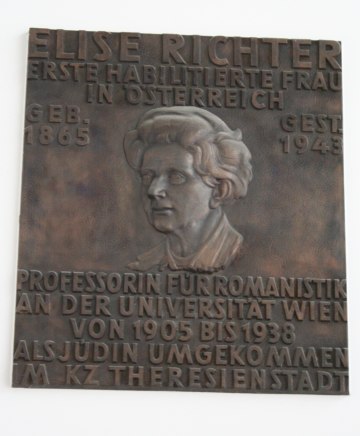 ELISE RICHTER
ERSTE HABILITIERTE FRAU
IN ÖSTERREICH
GEB. GEST.
1865 1943
PROFESSORIN FÜR ROMANISTIK
AN DER UNIVERSITÄT WIEN
VON 1905 BIS 1938
ALS JÜDIN UMGEKOMMEN
IM KZ THERESIENSTADT